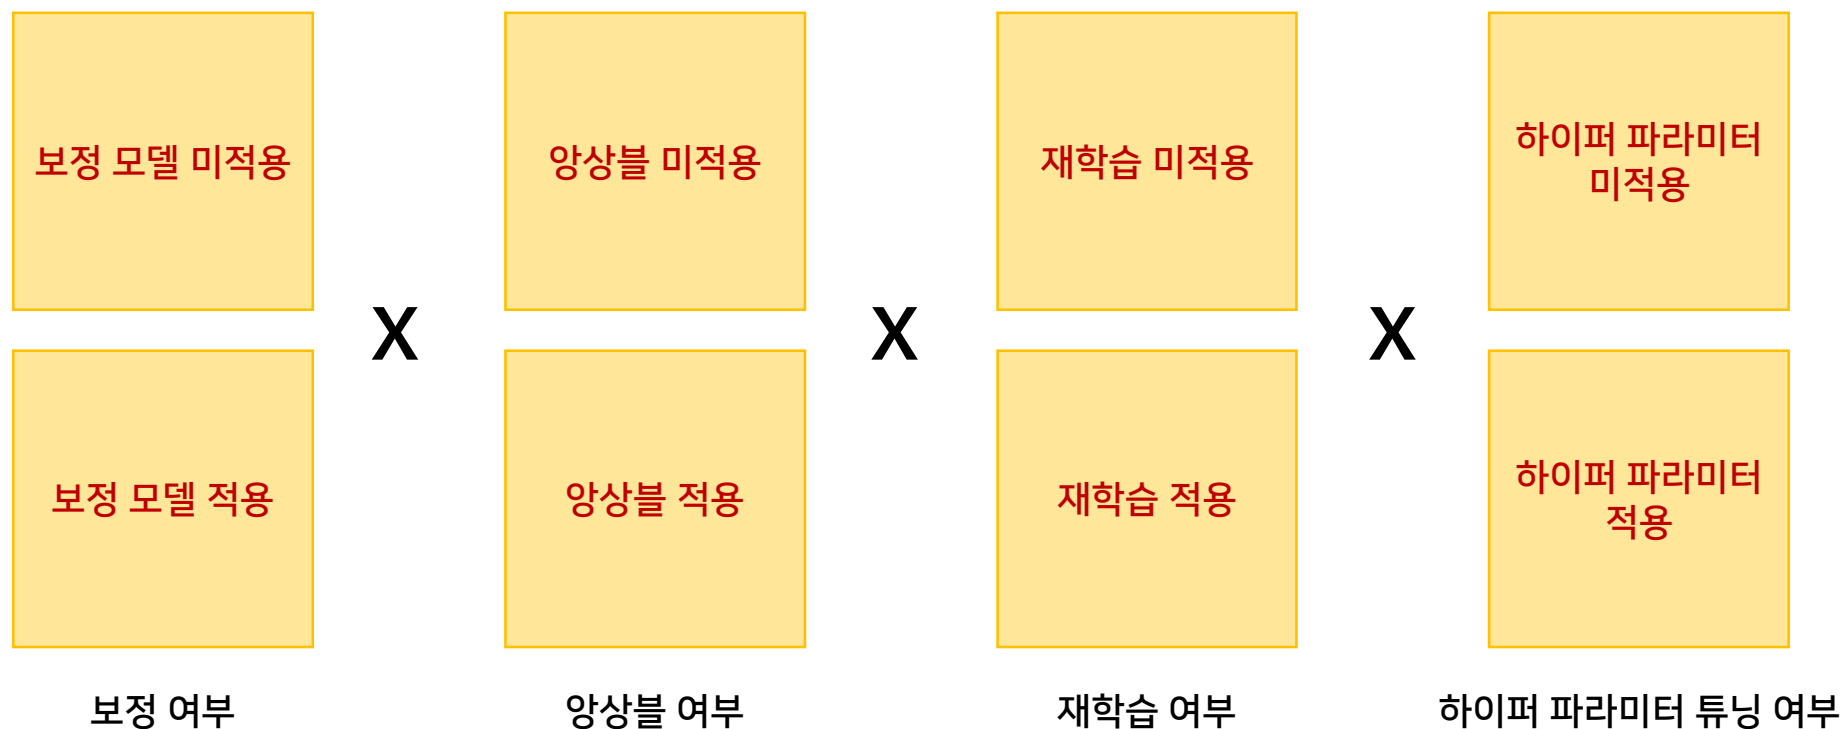 보정 모델 미적용
앙상블 미적용
재학습 미적용
하이퍼 파라미터
미적용
X
X
X
보정 모델 적용
앙상블 적용
재학습 적용
하이퍼 파라미터
적용
보정 여부
앙상블 여부
재학습 여부
하이퍼 파라미터 튜닝 여부